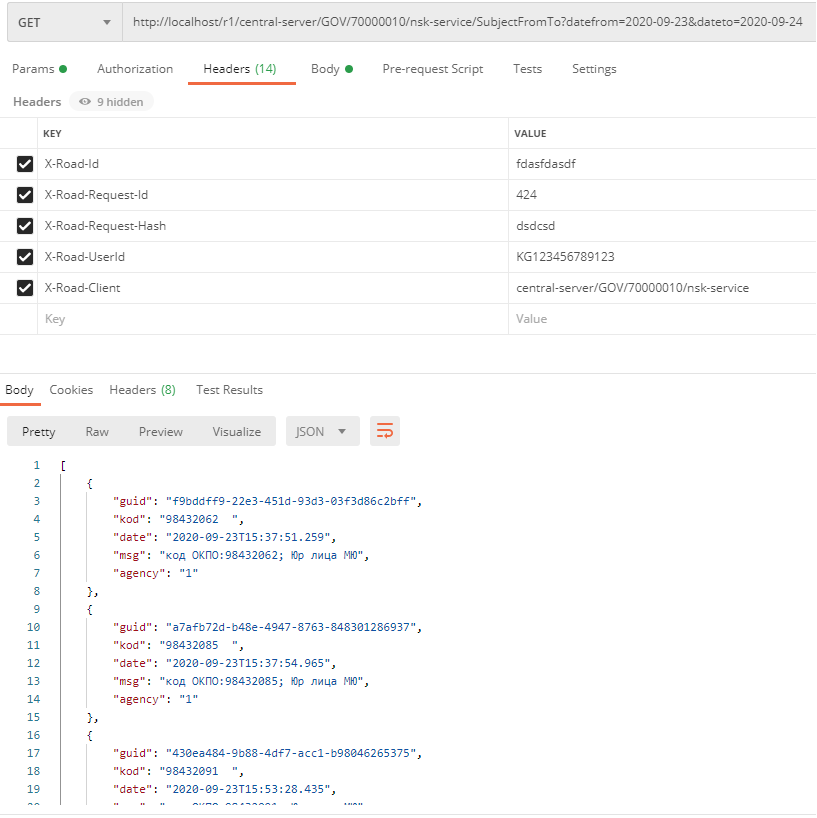 GET http://localhost/r1/central-server/GOV/70000010/nsk-service/SubjectFromTo?datefrom=2020-09-23&dateto=2020-09-24
Params Authorization Headers (14) Body Pre-request Script Tests Settings
Headers 9 hidden
KEY VALUE
X-Road-Id fdasfdasdf
X-Road-Request-Id 424
X-Road-Request-Hash dsdcsd
X-Road-UserId KG123456789123
X-Road-Client central-server/GOV/70000010/nsk-service
Key Value
Body Cookies Headers (8) Test Results
Pretty Raw Preview Visualize JSON
1 [
2 {
3 "guid": "f9bddff9-22e3-451d-93d3-03f3d86c2bff",
4 "kod": "98432062  ",
5 "date": "2020-09-23T15:37:51.259",
6 "msg": "код ОКПО:98432062; Юр лица МЮ",
7 "agency": "1"
8 },
9 {
10 "guid": "a7afb72d-b48e-4947-8763-848301286937",
11 "kod": "98432085  ",
12 "date": "2020-09-23T15:37:54.965",
13 "msg": "код ОКПО:98432085; Юр лица МЮ",
14 "agency": "1"
15 },
16 {
17 "guid": "430ea484-9b88-4df7-acc1-b98046265375",
18 "kod": "98432091  ",
19 "date": "2020-09-23T15:53:28.435",